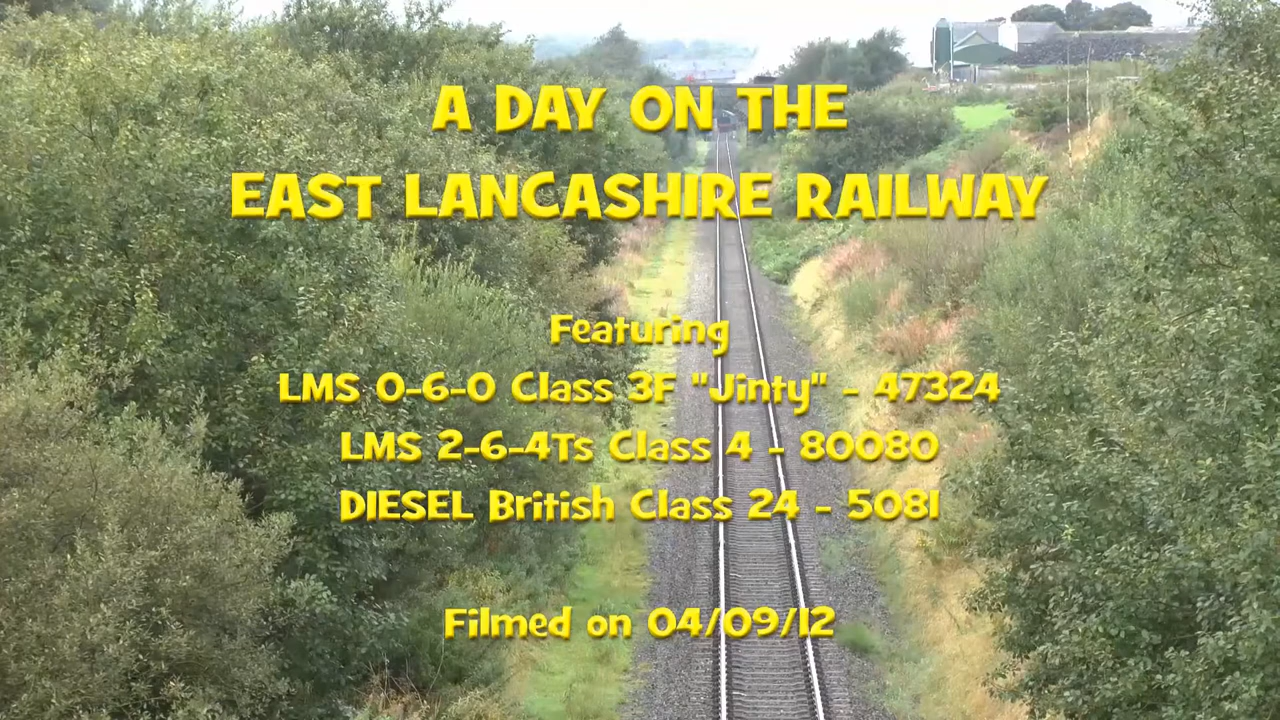 A DAY ON THE
EAST LANCASHIRE RAILWAY
Featuring
LMS 0-6-0 Class 3F "Jinty" - 47324
LMS 2-6-4Ts Class 4 - 80080
DIESEL British Class 24 - 5081
Filmed on 04/09/12